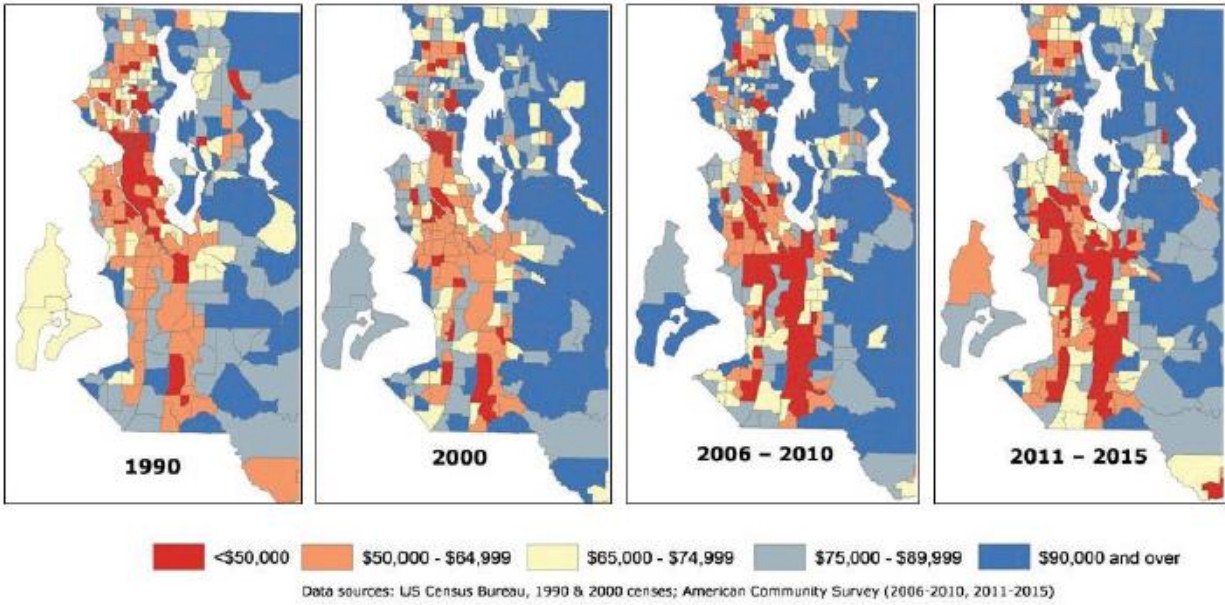 1990
2000
2006 – 2010
2011 – 2015
<$50,000
$50,000 - $64,999
$65,000 - $74,999
$75,000 - $89,999
$90,000 and over
Data sources: US Census Bureau, 1990 & 2000 censes; American Community Survey (2006-2010, 2011-2015)